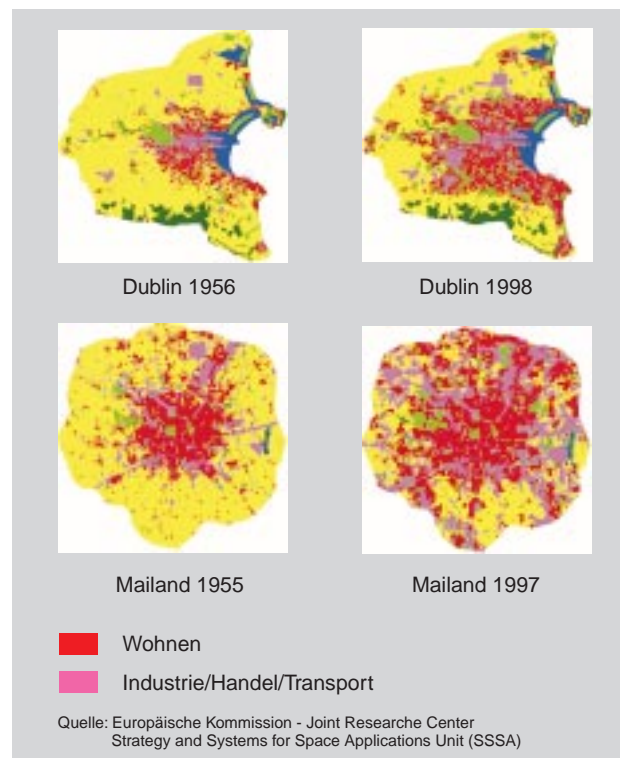 Dublin 1956
Dublin 1998
Mailand 1955
Mailand 1997
Wohnen
Industrie/Handel/Transport
Quelle: Europäische Kommission - Joint Researche Center
Strategy and Systems for Space Applications Unit (SSSA)